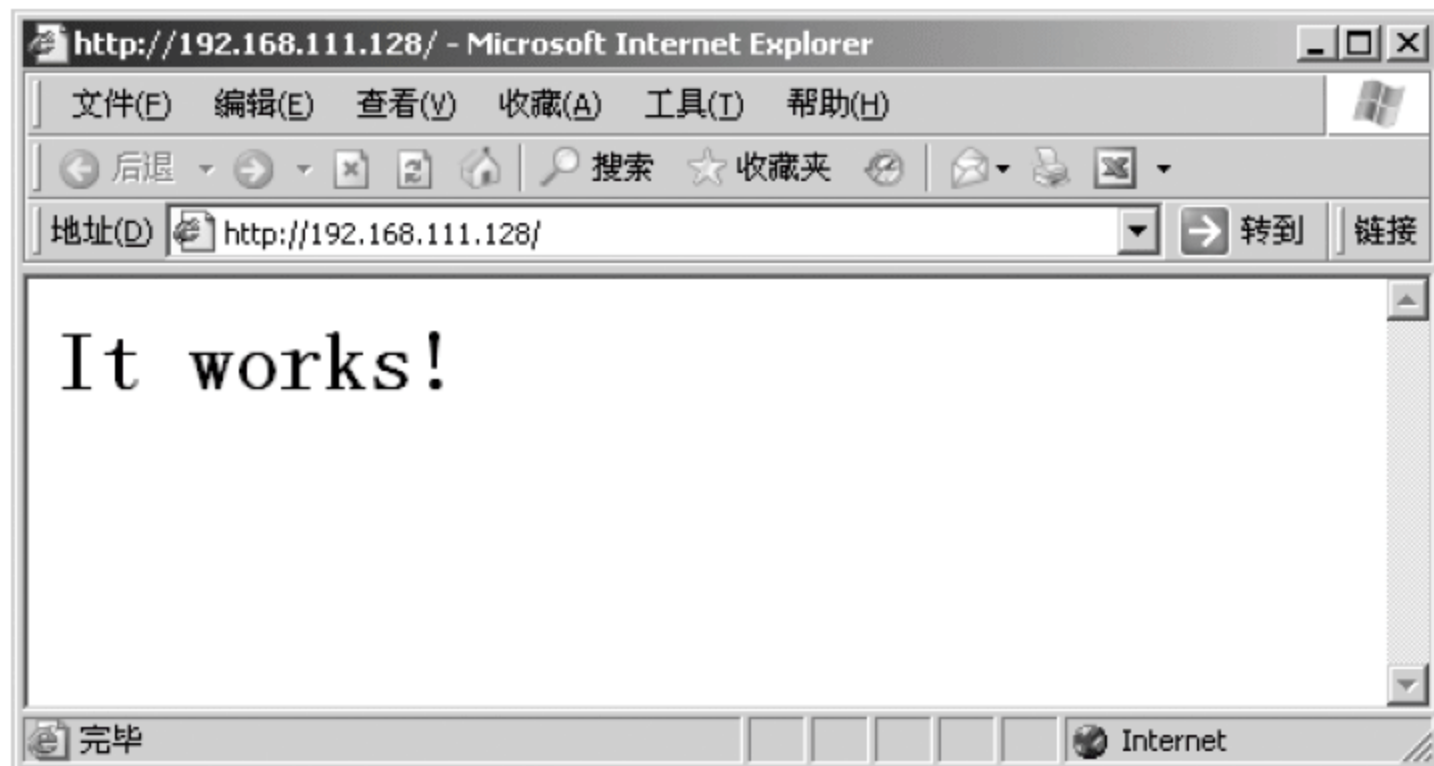 http://192.168.111.128/ - Microsoft Internet Explorer
文件(F) 编辑(E) 查看(V) 收藏(A) 工具(T) 帮助(H)
后退 搜索 收藏夹
地址(D) http://192.168.111.128/ 转到 链接
It works!
完毕 Internet